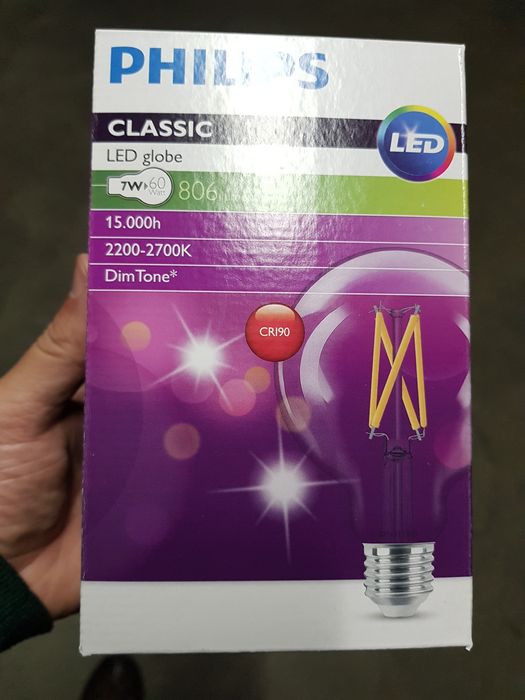 PHILIPS
CLASSIC
LED
LED globe
7W 60
Watt
806
15.000h
2200-2700K
DimTone*
CRI90